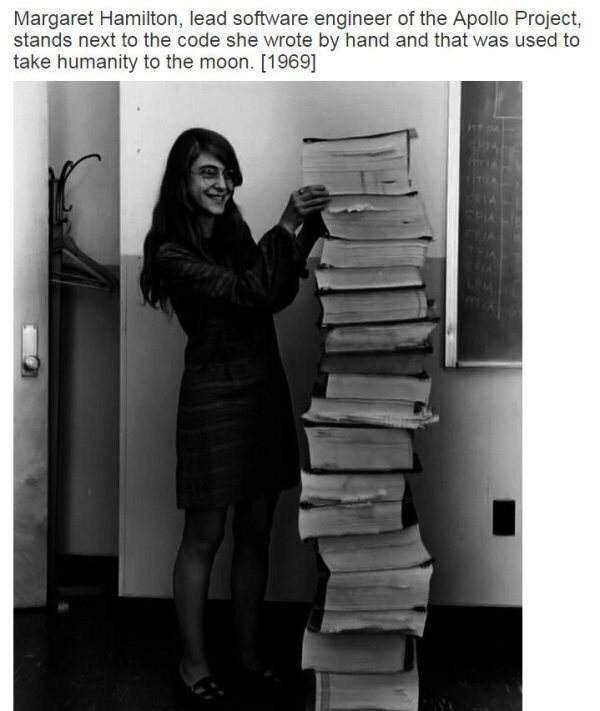 Margaret Hamilton, lead software engineer of the Apollo Project,
stands next to the code she wrote by hand and that was used to
take humanity to the moon. [1969]